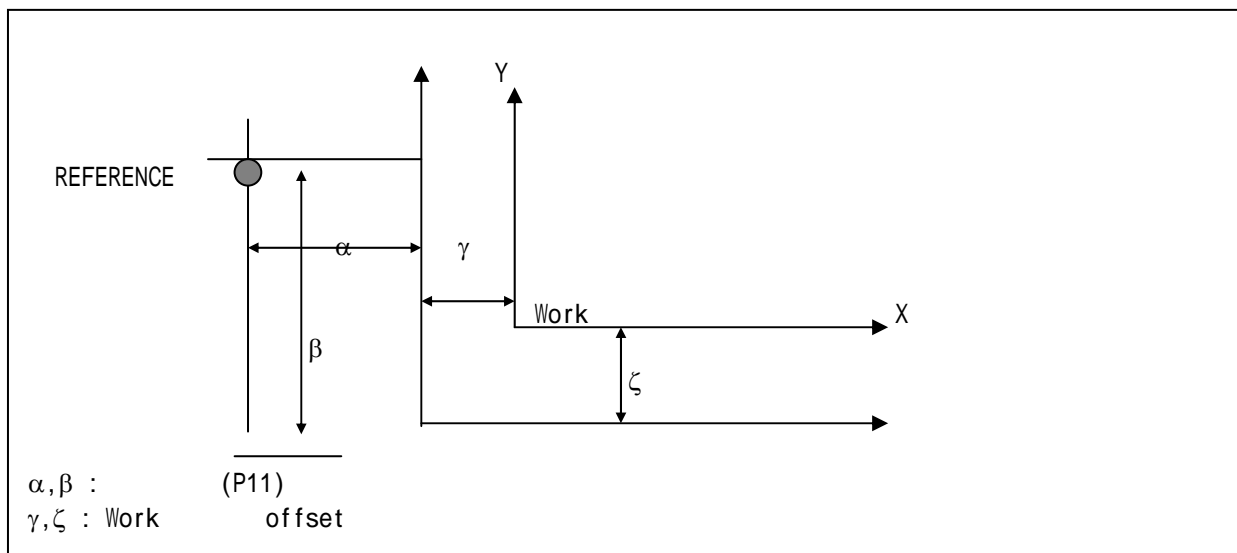 Y
REFERENCE
α
γ
Work
X
β
ζ
α,β : (P11)
γ,ζ : Work offset